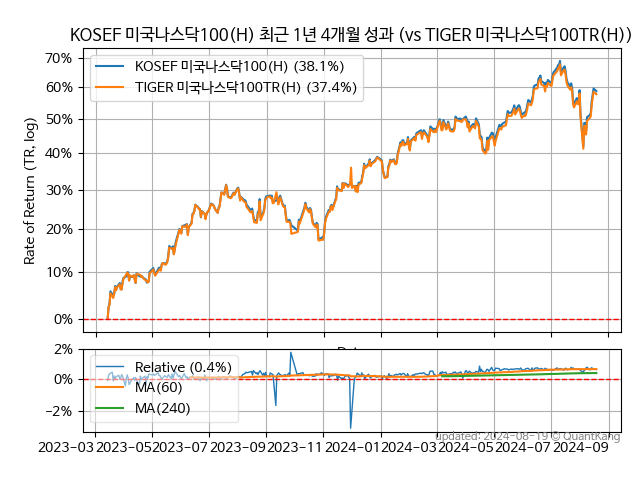 KOSEF 미국나스닥100(H) 최근 1년 4개월 성과 (vs TIGER 미국나스닥100TR(H))
KOSEF 미국나스닥100(H) (38.1%)
TIGER 미국나스닥100TR(H) (37.4%)
Rate of Return (TR, log)
70%
60%
50%
40%
30%
20%
10%
0%
2%
0%
−2%
Relative (0.4%)
MA(60)
MA(240)
updated: 2024-08-19 © QuantKang
2023-03 2023-05 2023-07 2023-09 2023-11 2024-01 2024-03 2024-05 2024-07 2024-09